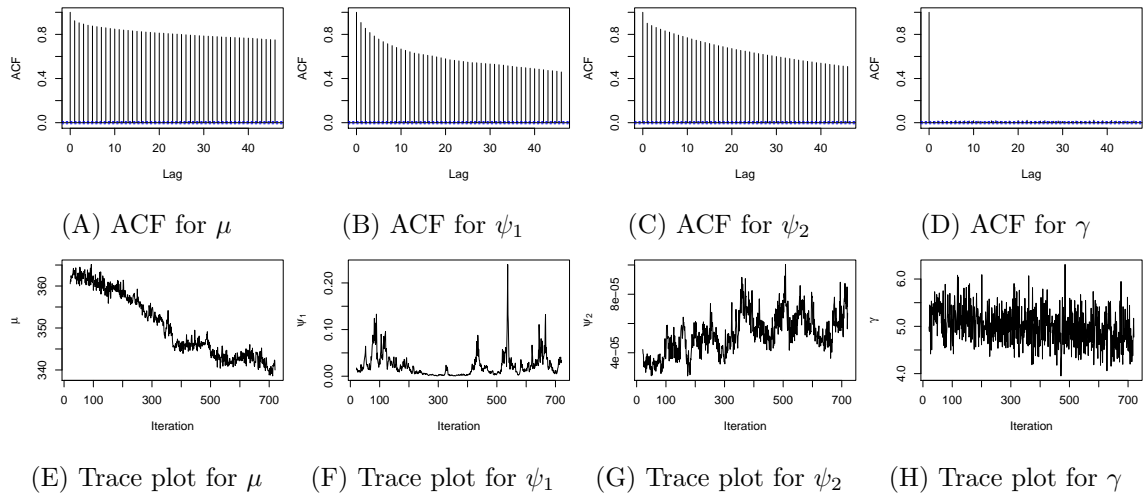 ACF
0.0 0.4 0.8
0 10 20 30 40
Lag
ACF
0.0 0.4 0.8
0 10 20 30 40
Lag
ACF
0.0 0.4 0.8
0 10 20 30 40
Lag
ACF
0.0 0.4 0.8
0 10 20 30 40
Lag
(A) ACF for μ
(B) ACF for ψ₁
(C) ACF for ψ₂
(D) ACF for γ
μ
340 350 360
0 100 300 500 700
Iteration
ψ₁
0.00 0.10 0.20
0 100 300 500 700
Iteration
ψ₂
4e−05 8e−05
0 100 300 500 700
Iteration
γ
4.0 5.0 6.0
0 100 300 500 700
Iteration
(E) Trace plot for μ
(F) Trace plot for ψ₁
(G) Trace plot for ψ₂
(H) Trace plot for γ